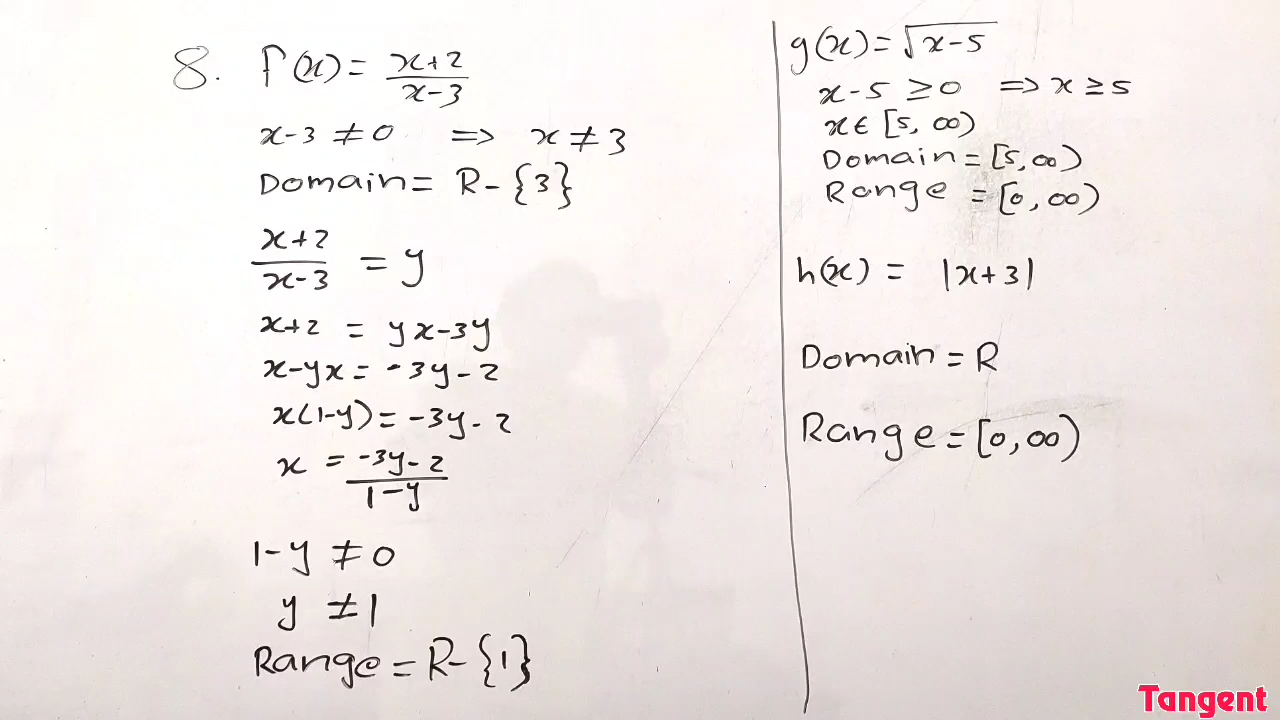 8. f(x) = (x+2)/(x-3)
x-3 ≠ 0 => x ≠ 3
Domain = R-{3}
(x+2)/(x-3) = y
x+2 = yx-3y
x-yx = -3y-2
x(1-y) = -3y-2
x = (-3y-2)/(1-y)
1-y ≠ 0
y ≠ 1
Range = R-{1}
g(x) = √(x-5)
x-5 ≥ 0 => x ≥ 5
x∈ [5, ∞)
Domain = [5, ∞)
Range = [0, ∞)
h(x) = |x+3|
Domain = R
Range = [0, ∞)
Tangent